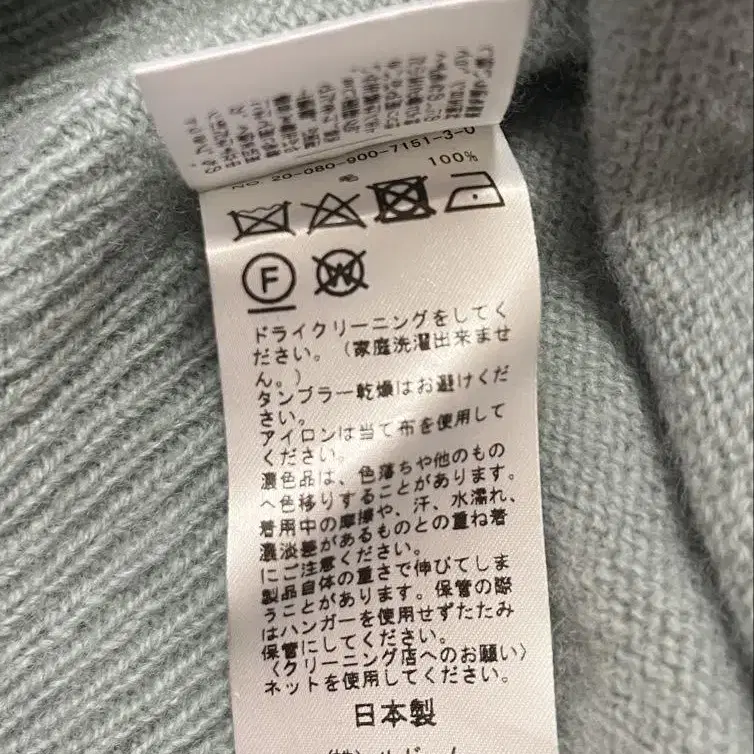 NO. 20-080-900-7151-3-0
100%
F
W
ドライクリーニングをしてく
ださい。(家庭洗濯出来ませ
ん。)
タンブラー乾燥はお避けくだ
さい。
アイロンは当て布を使用して
ください。
濃色品は、色落ちや他のもの
へ色移りすることがあります。
着用中の摩擦や、汗、水濡れ、
濃淡差があるものとの重ね着
にご注意ください。
製品自体の重さで伸びてしま
うことがあります。保管の際
はハンガーを使用せずたたみ
保管にしてください。
〈クリーニング店へのお願い〉
ネットを使用してください。
日本製